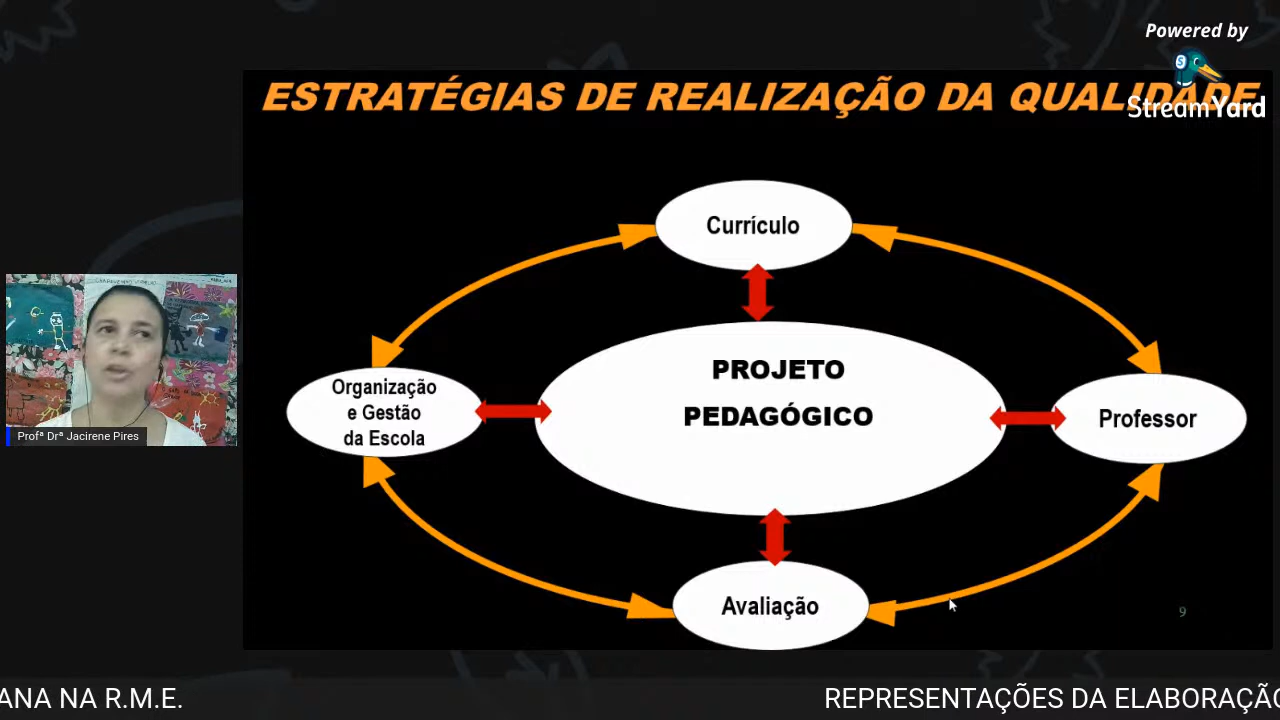 Powered by
StreamYard
ESTRATÉGIAS DE REALIZAÇÃO DA QUALIDADE
Currículo
PROJETO
PEDAGÓGICO
Organização
e Gestão
da Escola
Professor
Avaliação
9
Profª Drª Jacirene Pires
ANA NA R.M.E.
REPRESENTAÇÕES DA ELABORAÇÃO